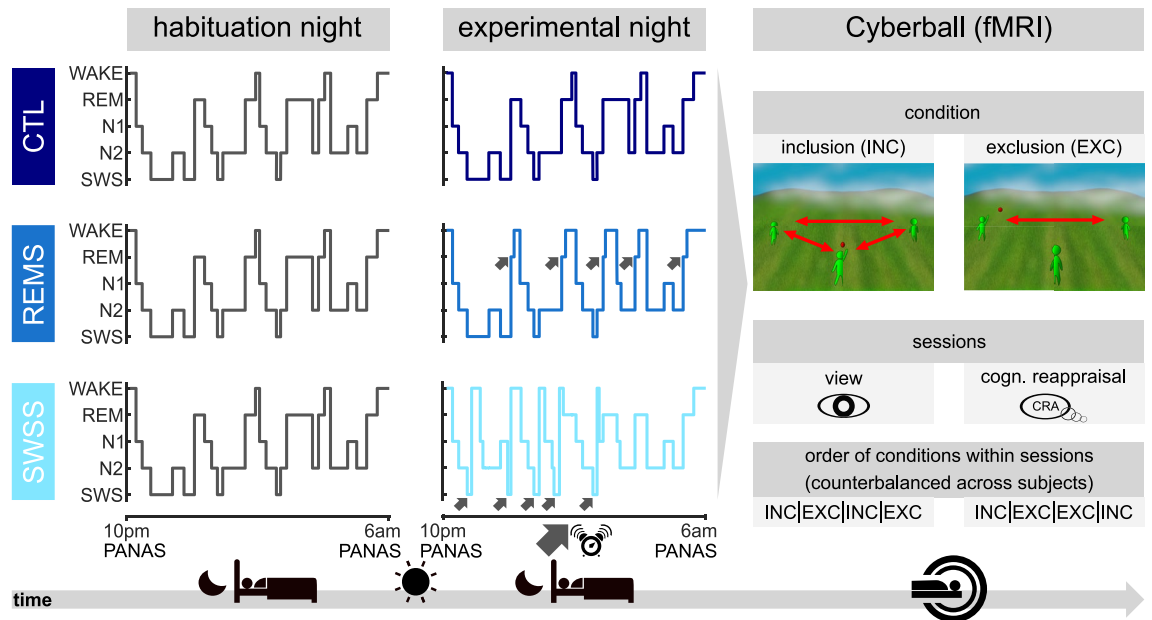 habituation night
experimental night
Cyberball (fMRI)
CTL
WAKE
REM
N1
N2
SWS
REMS
WAKE
REM
N1
N2
SWS
SWSS
WAKE
REM
N1
N2
SWS
10pm
PANAS
6am
PANAS
10pm
PANAS
6am
PANAS
condition
inclusion (INC)
exclusion (EXC)
sessions
view
cogn. reappraisal
CRA
order of conditions within sessions
(counterbalanced across subjects)
INC|EXC|INC|EXC
INC|EXC|EXC|INC
time